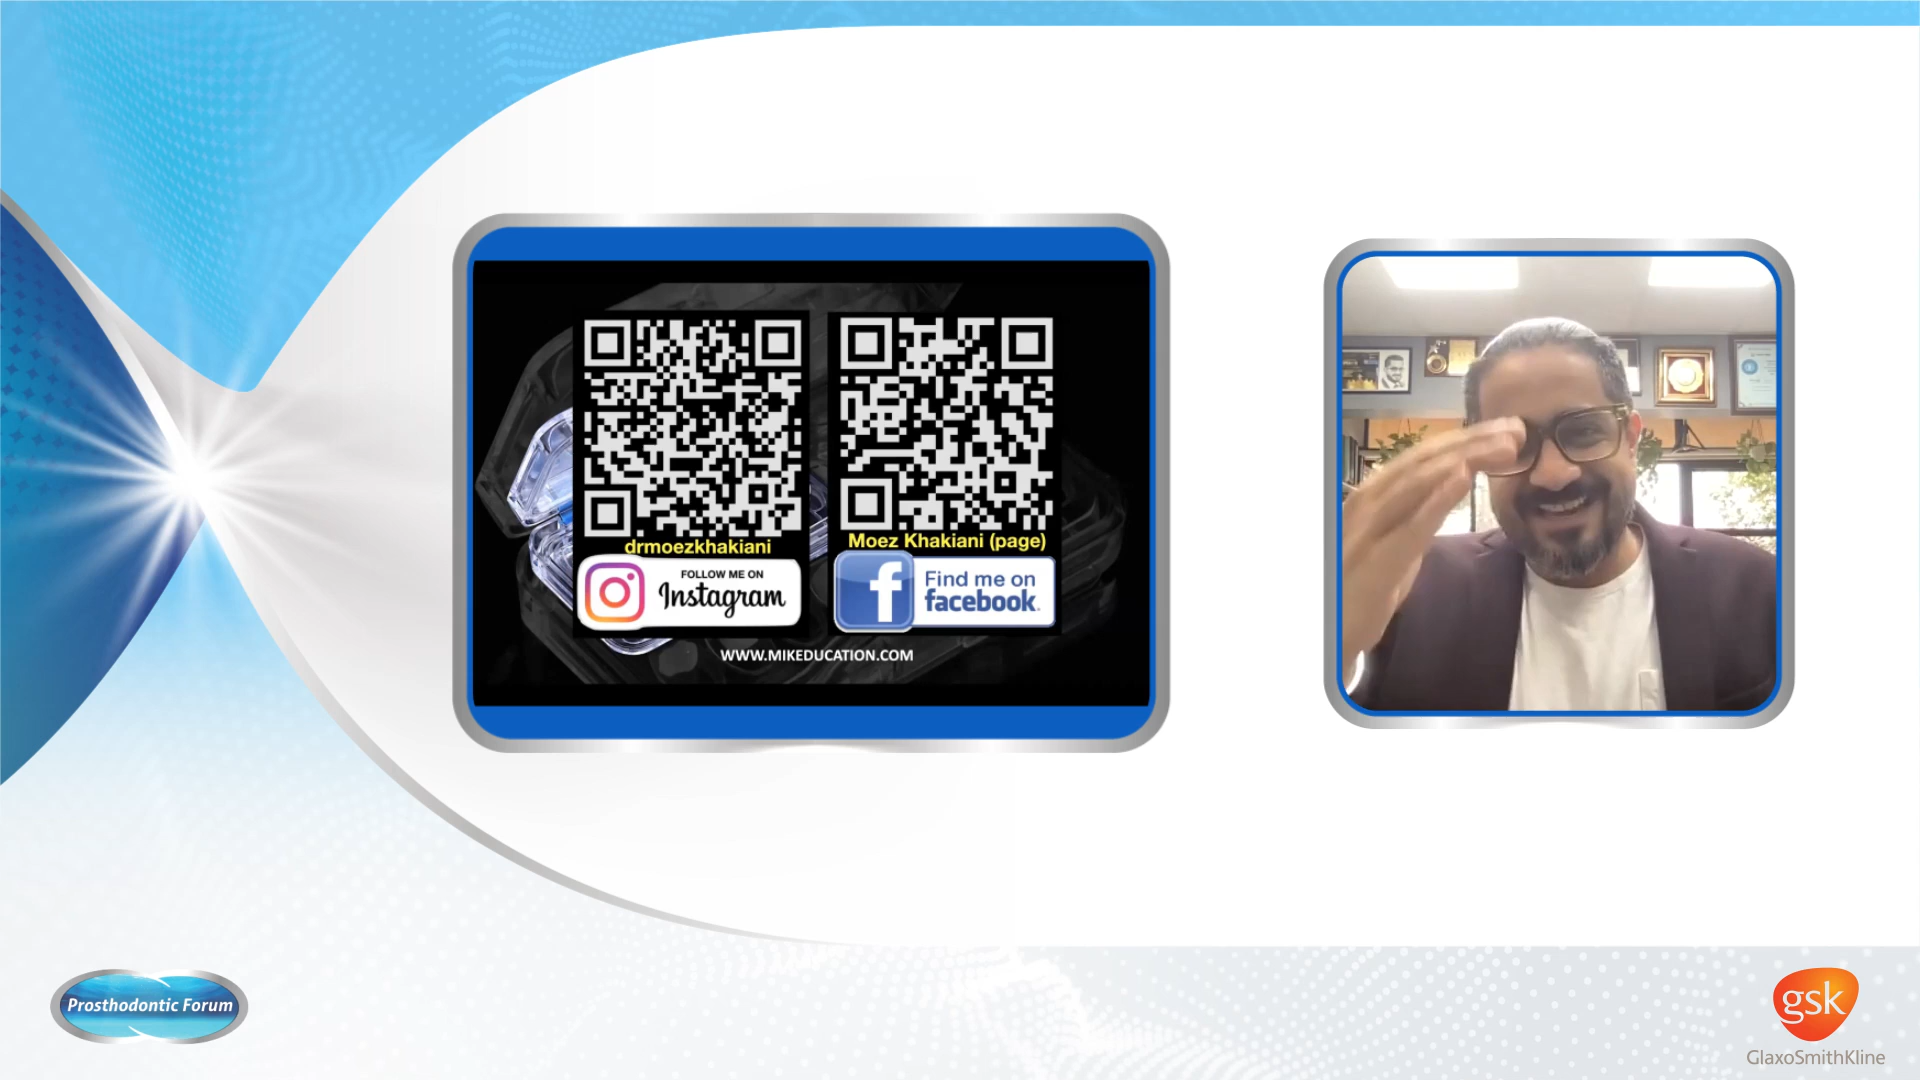 drmoezkhakiani
FOLLOW ME ON
Instagram
Moez Khakiani (page)
f
Find me on
facebook.
WWW.MIKEDUCATION.COM
Prosthodontic Forum
gsk
GlaxoSmithKline